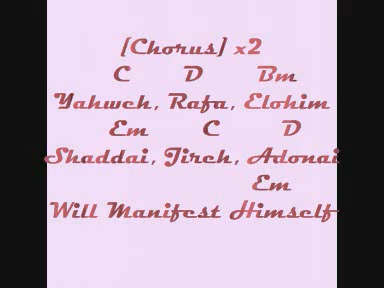 [Chorus] x2
C D Bm
Yahweh, Rafa, Elohim
Em C D
Shaddai, Jireh, Adonai
Em
Will Manifest Himself